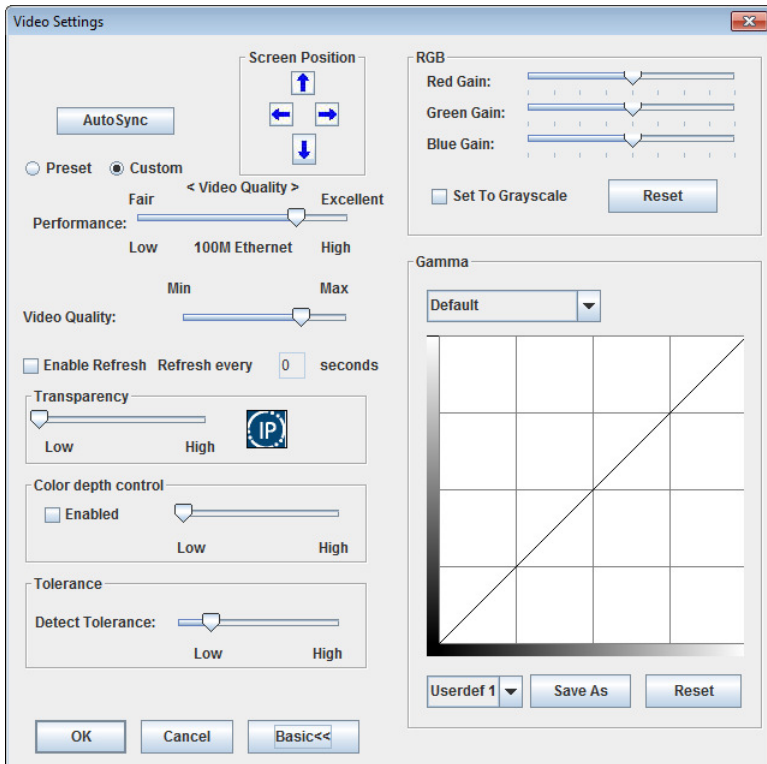 Video Settings
Screen Position
AutoSync
Preset
Custom
< Video Quality >
Fair
Excellent
Performance:
Low
100M Ethernet
High
Min
Max
Video Quality:
Enable Refresh Refresh every 0 seconds
Transparency
Low
High
IP
Color depth control
Enabled
Low
High
Tolerance
Detect Tolerance:
Low
High
OK
Cancel
Basic<<
RGB
Red Gain:
Green Gain:
Blue Gain:
Set To Grayscale
Reset
Gamma
Default
Userdef 1
Save As
Reset